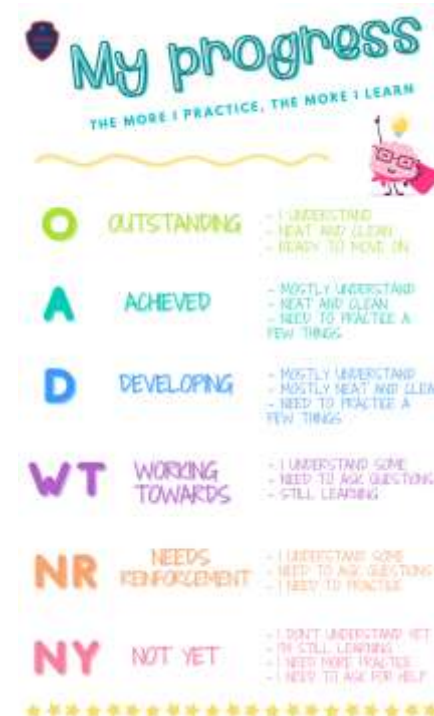 My progress
THE MORE I PRACTICE, THE MORE I LEARN
O OUTSTANDING
- I UNDERSTAND
- NEAT AND CLEAN
- READY TO MOVE ON
A ACHIEVED
- MOSTLY UNDERSTAND
- NEAT AND CLEAN
- NEED TO PRACTICE A
FEW THINGS
D DEVELOPING
- MOSTLY UNDERSTAND
- MOSTLY NEAT AND CLEA
- NEED TO PRACTICE A
FEW THINGS
WT WORKING
TOWARDS
- I UNDERSTAND SOME
- NEED TO ASK QUESTIONS
- STILL LEARNING
NR NEEDS
REINFORCEMENT
- I UNDERSTAND SOME
- NEED TO ASK QUESTIONS
- I NEED TO PRACTICE
NY NOT YET
- I DON'T UNDERSTAND YET
- I'M STILL LEARNING
- I NEED MORE PRACTICE
- I NEED TO ASK FOR HELP